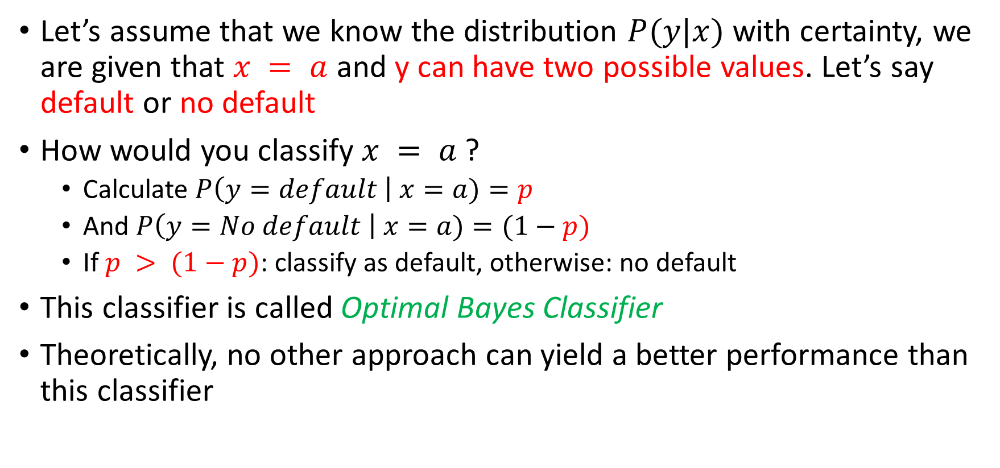 • Let’s assume that we know the distribution P(y|x) with certainty, we
are given that x = a and y can have two possible values. Let’s say
default or no default
• How would you classify x = a ?
• Calculate P(y = default | x = a) = p
• And P(y = No default | x = a) = (1 − p)
• If p > (1 − p): classify as default, otherwise: no default
• This classifier is called Optimal Bayes Classifier
• Theoretically, no other approach can yield a better performance than
this classifier